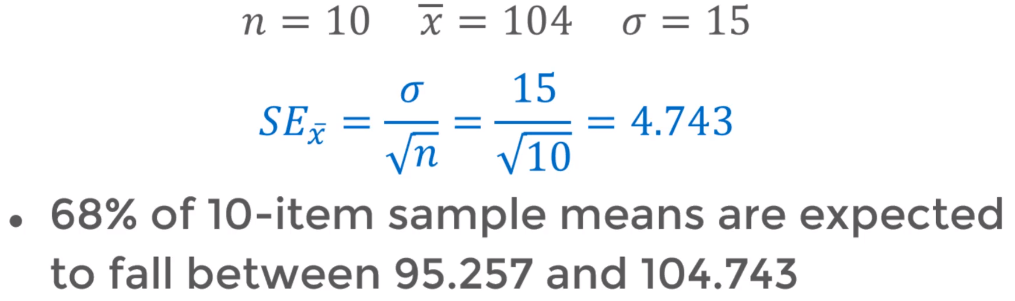 n = 10 x̅ = 104 σ = 15
SE_x̅ = σ/√n = 15/√10 = 4.743
• 68% of 10-item sample means are expected
to fall between 95.257 and 104.743